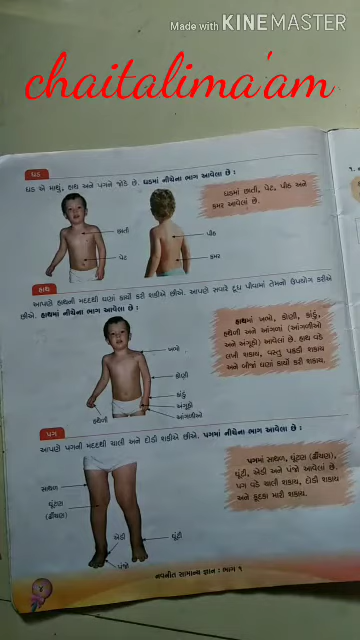 Made with KINEMASTER
chaitalima'am
ધડ
ધડ એ માથું, હાથ અને પગને જોડે છે. ધડમાં નીચેના ભાગ આવેલા છે :
ધડમાં છાતી, પેટ, પીઠ અને
કમર આવેલાં છે.
છાતી
પેટ
પીઠ
કમર
હાથ
આપણે હાથની મદદથી ઘણાં કાર્યો કરી શકીએ છીએ. આપણે સવારે દૂધ પીવામાં તેમનો ઉપયોગ કરીએ
છીએ. હાથમાં નીચેના ભાગ આવેલા છે :
ખભો
કોણી
કાંડું
અંગૂઠો
આંગળીઓ
હથેળી
હાથમાં ખભો, કોણી, કાંડું,
હથેળી અને આંગળાં (આંગળીઓ
અને અંગૂઠો) આવેલાં છે. હાથ વડે
લખી શકાય, વસ્તુ પકડી શકાય
અને બીજાં ઘણાં કાર્યો કરી શકાય.
પગ
આપણે પગની મદદથી ચાલી અને દોડી શકીએ છીએ. પગમાં નીચેના ભાગ આવેલા છે :
સાથળ
ઘૂંટણ
(ઢીંચણ)
એડી
પંજો
ઘૂંટી
પગમાં સાથળ, ઘૂંટણ (ઢીંચણ),
ઘૂંટી, એડી અને પંજો આવેલાં છે.
પગ વડે ચાલી શકાય, દોડી શકાય
અને કૂદકા મારી શકાય.
નવનીત સામાન્ય જ્ઞાન : ભાગ ૧